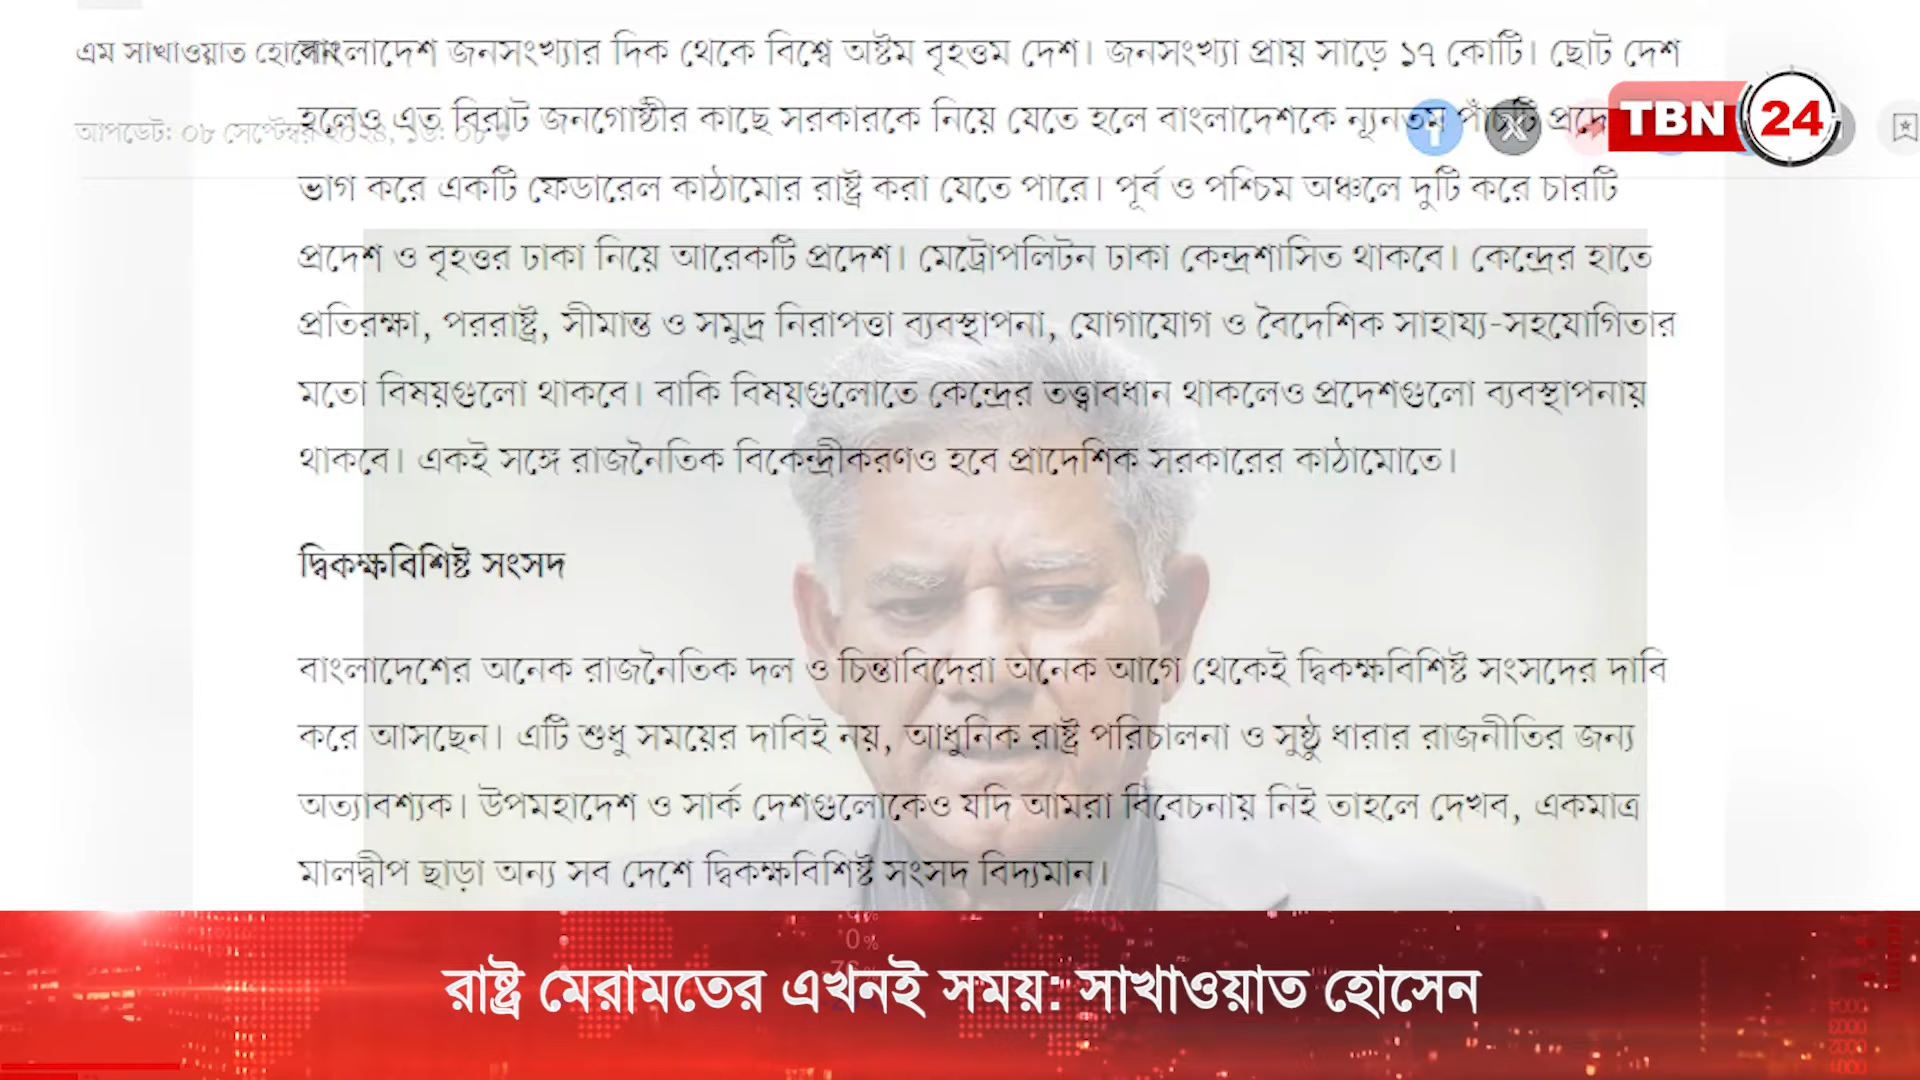 এম সাখাওয়াত হোসেন
বাংলাদেশ জনসংখ্যার দিক থেকে বিশ্বে অষ্টম বৃহত্তম দেশ। জনসংখ্যা প্রায় সাড়ে ১৭ কোটি। ছোট দেশ
আপডেট: ০৮ সেপ্টেম্বর ২০২৪,
হলেও এত বিরাট জনগোষ্ঠীর কাছে সরকারকে নিয়ে যেতে হলে বাংলাদেশকে ন্যূনতম পাঁচটি
TBN 24
ভাগ করে একটি ফেডারেল কাঠামোর রাষ্ট্র করা যেতে পারে। পূর্ব ও পশ্চিম অঞ্চলে দুটি করে চারটি
প্রদেশ ও বৃহত্তর ঢাকা নিয়ে আরেকটি প্রদেশ। মেট্রোপলিটন ঢাকা কেন্দ্রশাসিত থাকবে। কেন্দ্রের হাতে
প্রতিরক্ষা, পররাষ্ট্র, সীমান্ত ও সমুদ্র নিরাপত্তা ব্যবস্থাপনা, যোগাযোগ ও বৈদেশিক সাহায্য-সহযোগিতার
মতো বিষয়গুলো থাকবে। বাকি বিষয়গুলোতে কেন্দ্রের তত্ত্বাবধান থাকলেও প্রদেশগুলো ব্যবস্থাপনায়
থাকবে। একই সঙ্গে রাজনৈতিক বিকেন্দ্রীকরণও হবে প্রাদেশিক সরকারের কাঠামোতে।
দ্বিকক্ষবিশিষ্ট সংসদ
বাংলাদেশের অনেক রাজনৈতিক দল ও চিন্তাবিদেরা অনেক আগে থেকেই দ্বিকক্ষবিশিষ্ট সংসদের দাবি
করে আসছেন। এটি শুধু সময়ের দাবিই নয়, আধুনিক রাষ্ট্র পরিচালনা ও সুষ্ঠু ধারার রাজনীতির জন্য
অত্যাবশ্যক। উপমহাদেশ ও সার্ক দেশগুলোকেও যদি আমরা বিবেচনায় নিই তাহলে দেখব, একমাত্র
মালদ্বীপ ছাড়া অন্য সব দেশে দ্বিকক্ষবিশিষ্ট সংসদ বিদ্যমান।
রাষ্ট্র মেরামতের এখনই সময়: সাখাওয়াত হোসেন